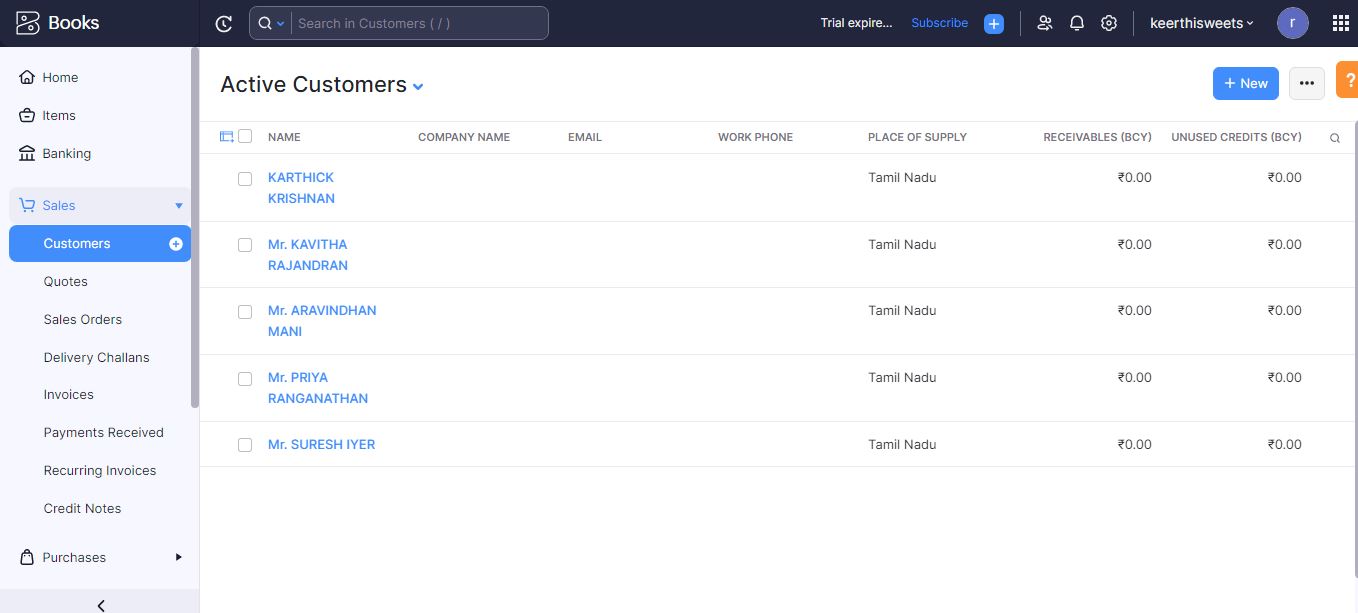 Books
Search in Customers ( / )
Trial expire...
Subscribe
keerthisweets
r
Home
Items
Banking
Sales
Customers
Quotes
Sales Orders
Delivery Challans
Invoices
Payments Received
Recurring Invoices
Credit Notes
Purchases
Active Customers
+ New
?
NAME COMPANY NAME EMAIL WORK PHONE PLACE OF SUPPLY RECEIVABLES (BCY) UNUSED CREDITS (BCY)
KARTHICK Tamil Nadu ₹0.00 ₹0.00
KRISHNAN
Mr. KAVITHA Tamil Nadu ₹0.00 ₹0.00
RAJANDRAN
Mr. ARAVINDHAN Tamil Nadu ₹0.00 ₹0.00
MANI
Mr. PRIYA Tamil Nadu ₹0.00 ₹0.00
RANGANATHAN
Mr. SURESH IYER Tamil Nadu ₹0.00 ₹0.00